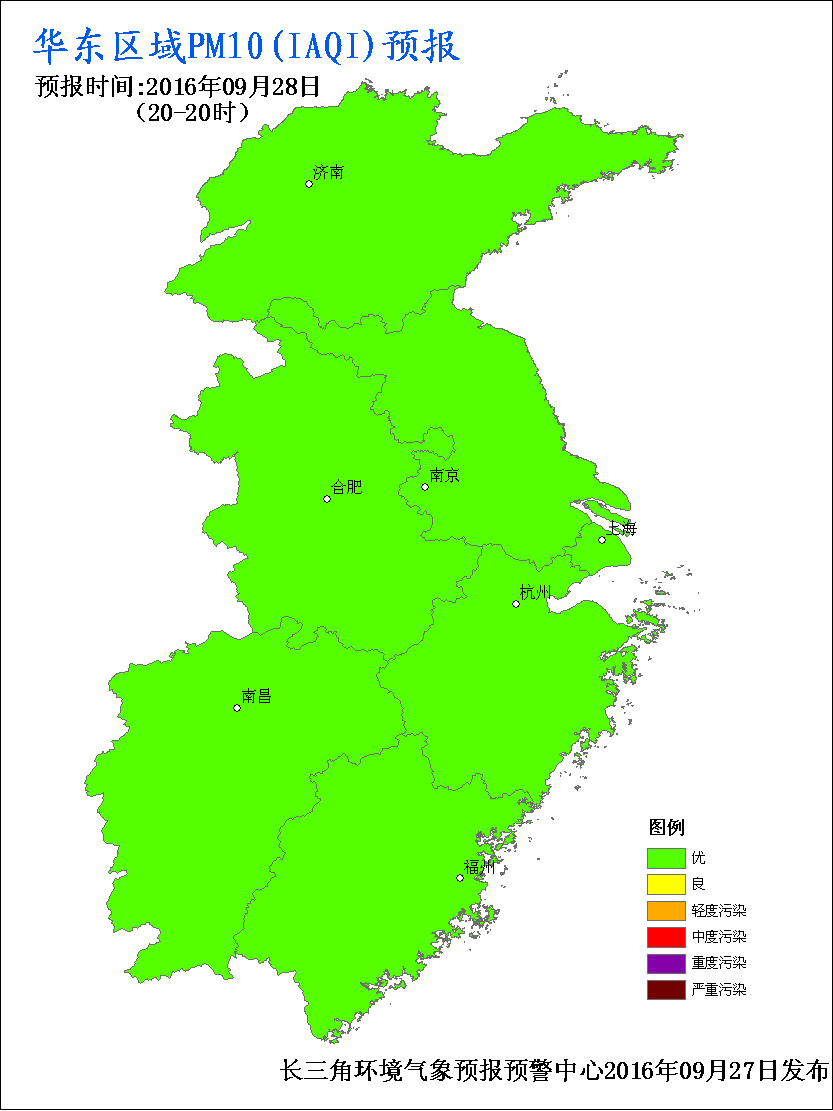 华东区域PM10(IAQI)预报
预报时间:2016年09月28日
(20-20时)
济南
南京
合肥
上海
杭州
南昌
福州
图例
优
良
轻度污染
中度污染
重度污染
严重污染
长三角环境气象预报预警中心2016年09月27日发布